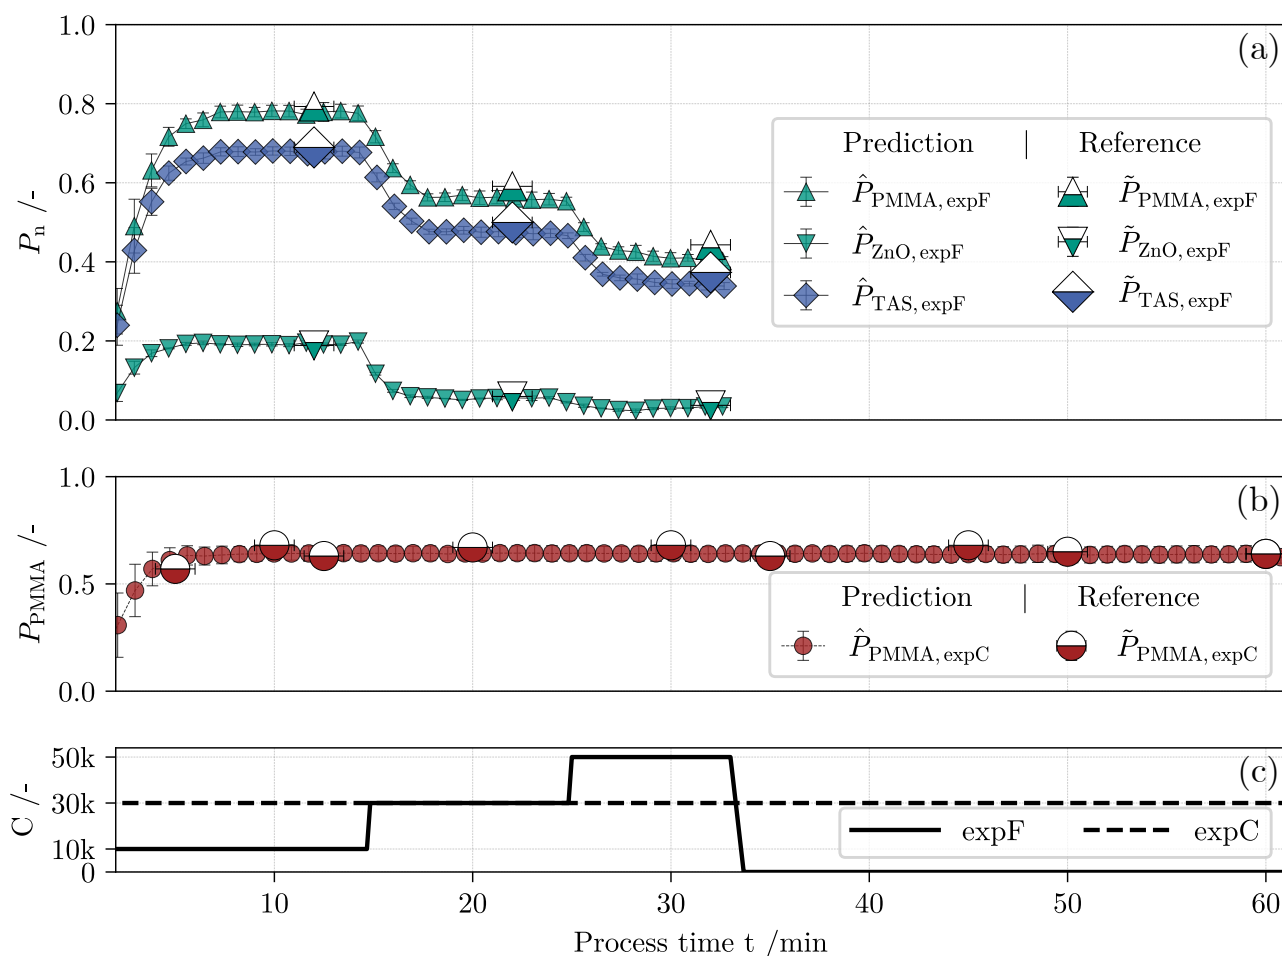 (a)
1.0
0.8
0.6
0.4
0.2
0.0
P_n /-
Prediction | Reference
P̂_PMMA, expF P̃_PMMA, expF
P̂_ZnO, expF P̃_ZnO, expF
P̂_TAS, expF P̃_TAS, expF
(b)
1.0
0.5
0.0
P_PMMA /-
Prediction | Reference
P̂_PMMA, expC P̃_PMMA, expC
(c)
50k
30k
10k
0
C /-
expF expC
10 20 30 40 50 60
Process time t /min